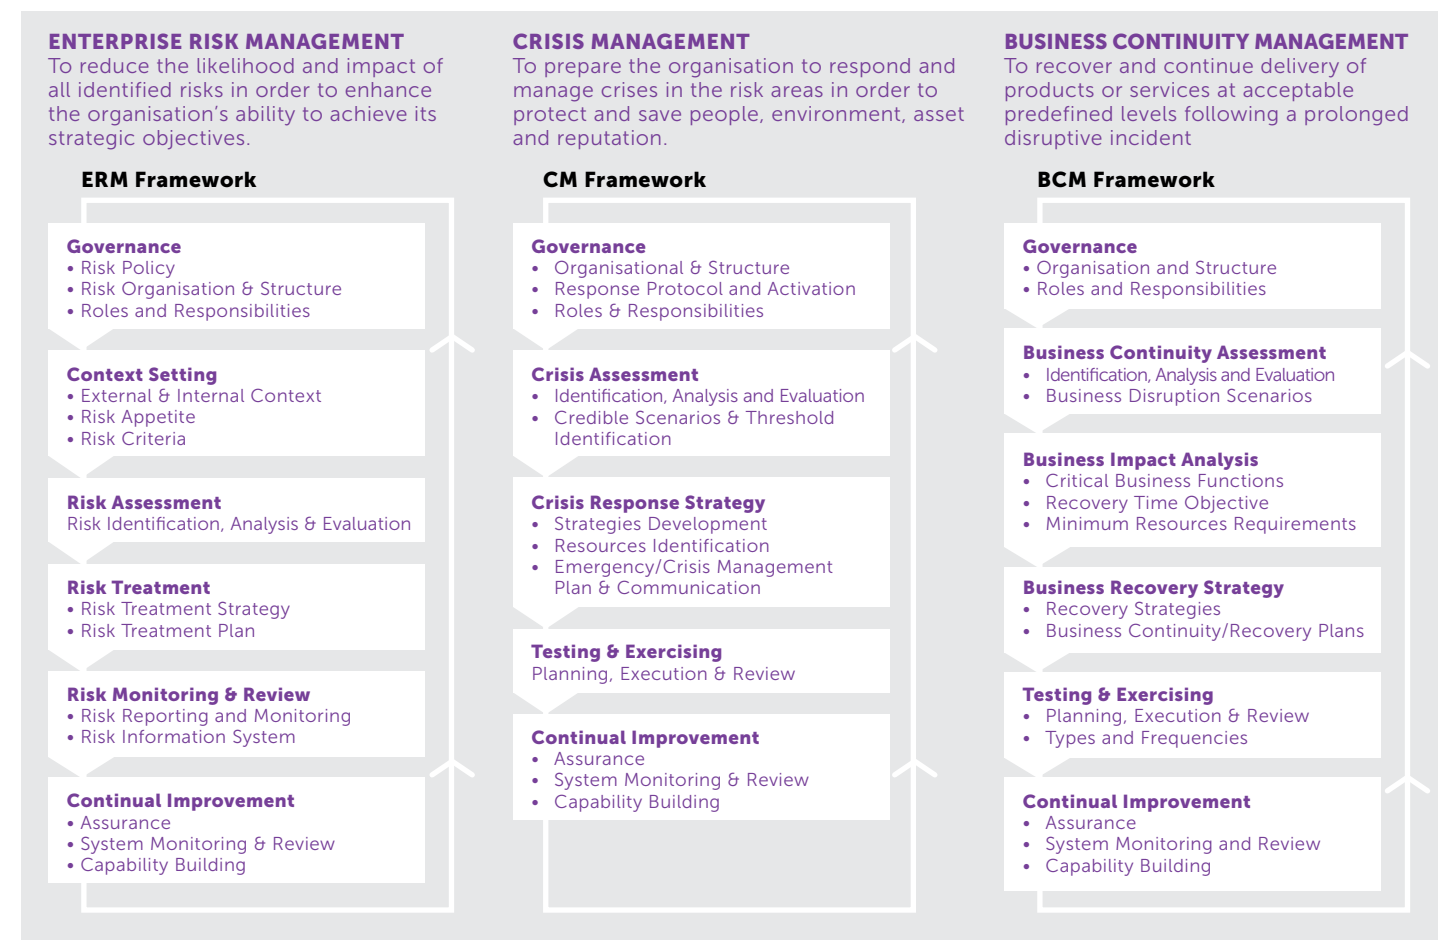 ENTERPRISE RISK MANAGEMENT
To reduce the likelihood and impact of
all identified risks in order to enhance
the organisation's ability to achieve its
strategic objectives.
ERM Framework
Governance
• Risk Policy
• Risk Organisation & Structure
• Roles and Responsibilities
Context Setting
• External & Internal Context
• Risk Appetite
• Risk Criteria
Risk Assessment
Risk Identification, Analysis & Evaluation
Risk Treatment
• Risk Treatment Strategy
• Risk Treatment Plan
Risk Monitoring & Review
• Risk Reporting and Monitoring
• Risk Information System
Continual Improvement
• Assurance
• System Monitoring & Review
• Capability Building
CRISIS MANAGEMENT
To prepare the organisation to respond and
manage crises in the risk areas in order to
protect and save people, environment, asset
and reputation.
CM Framework
Governance
• Organisational & Structure
• Response Protocol and Activation
• Roles & Responsibilities
Crisis Assessment
• Identification, Analysis and Evaluation
• Credible Scenarios & Threshold
Identification
Crisis Response Strategy
• Strategies Development
• Resources Identification
• Emergency/Crisis Management
Plan & Communication
Testing & Exercising
Planning, Execution & Review
Continual Improvement
• Assurance
• System Monitoring & Review
• Capability Building
BUSINESS CONTINUITY MANAGEMENT
To recover and continue delivery of
products or services at acceptable
predefined levels following a prolonged
disruptive incident
BCM Framework
Governance
• Organisation and Structure
• Roles and Responsibilities
Business Continuity Assessment
• Identification, Analysis and Evaluation
• Business Disruption Scenarios
Business Impact Analysis
• Critical Business Functions
• Recovery Time Objective
• Minimum Resources Requirements
Business Recovery Strategy
• Recovery Strategies
• Business Continuity/Recovery Plans
Testing & Exercising
• Planning, Execution & Review
• Types and Frequencies
Continual Improvement
• Assurance
• System Monitoring and Review
• Capability Building